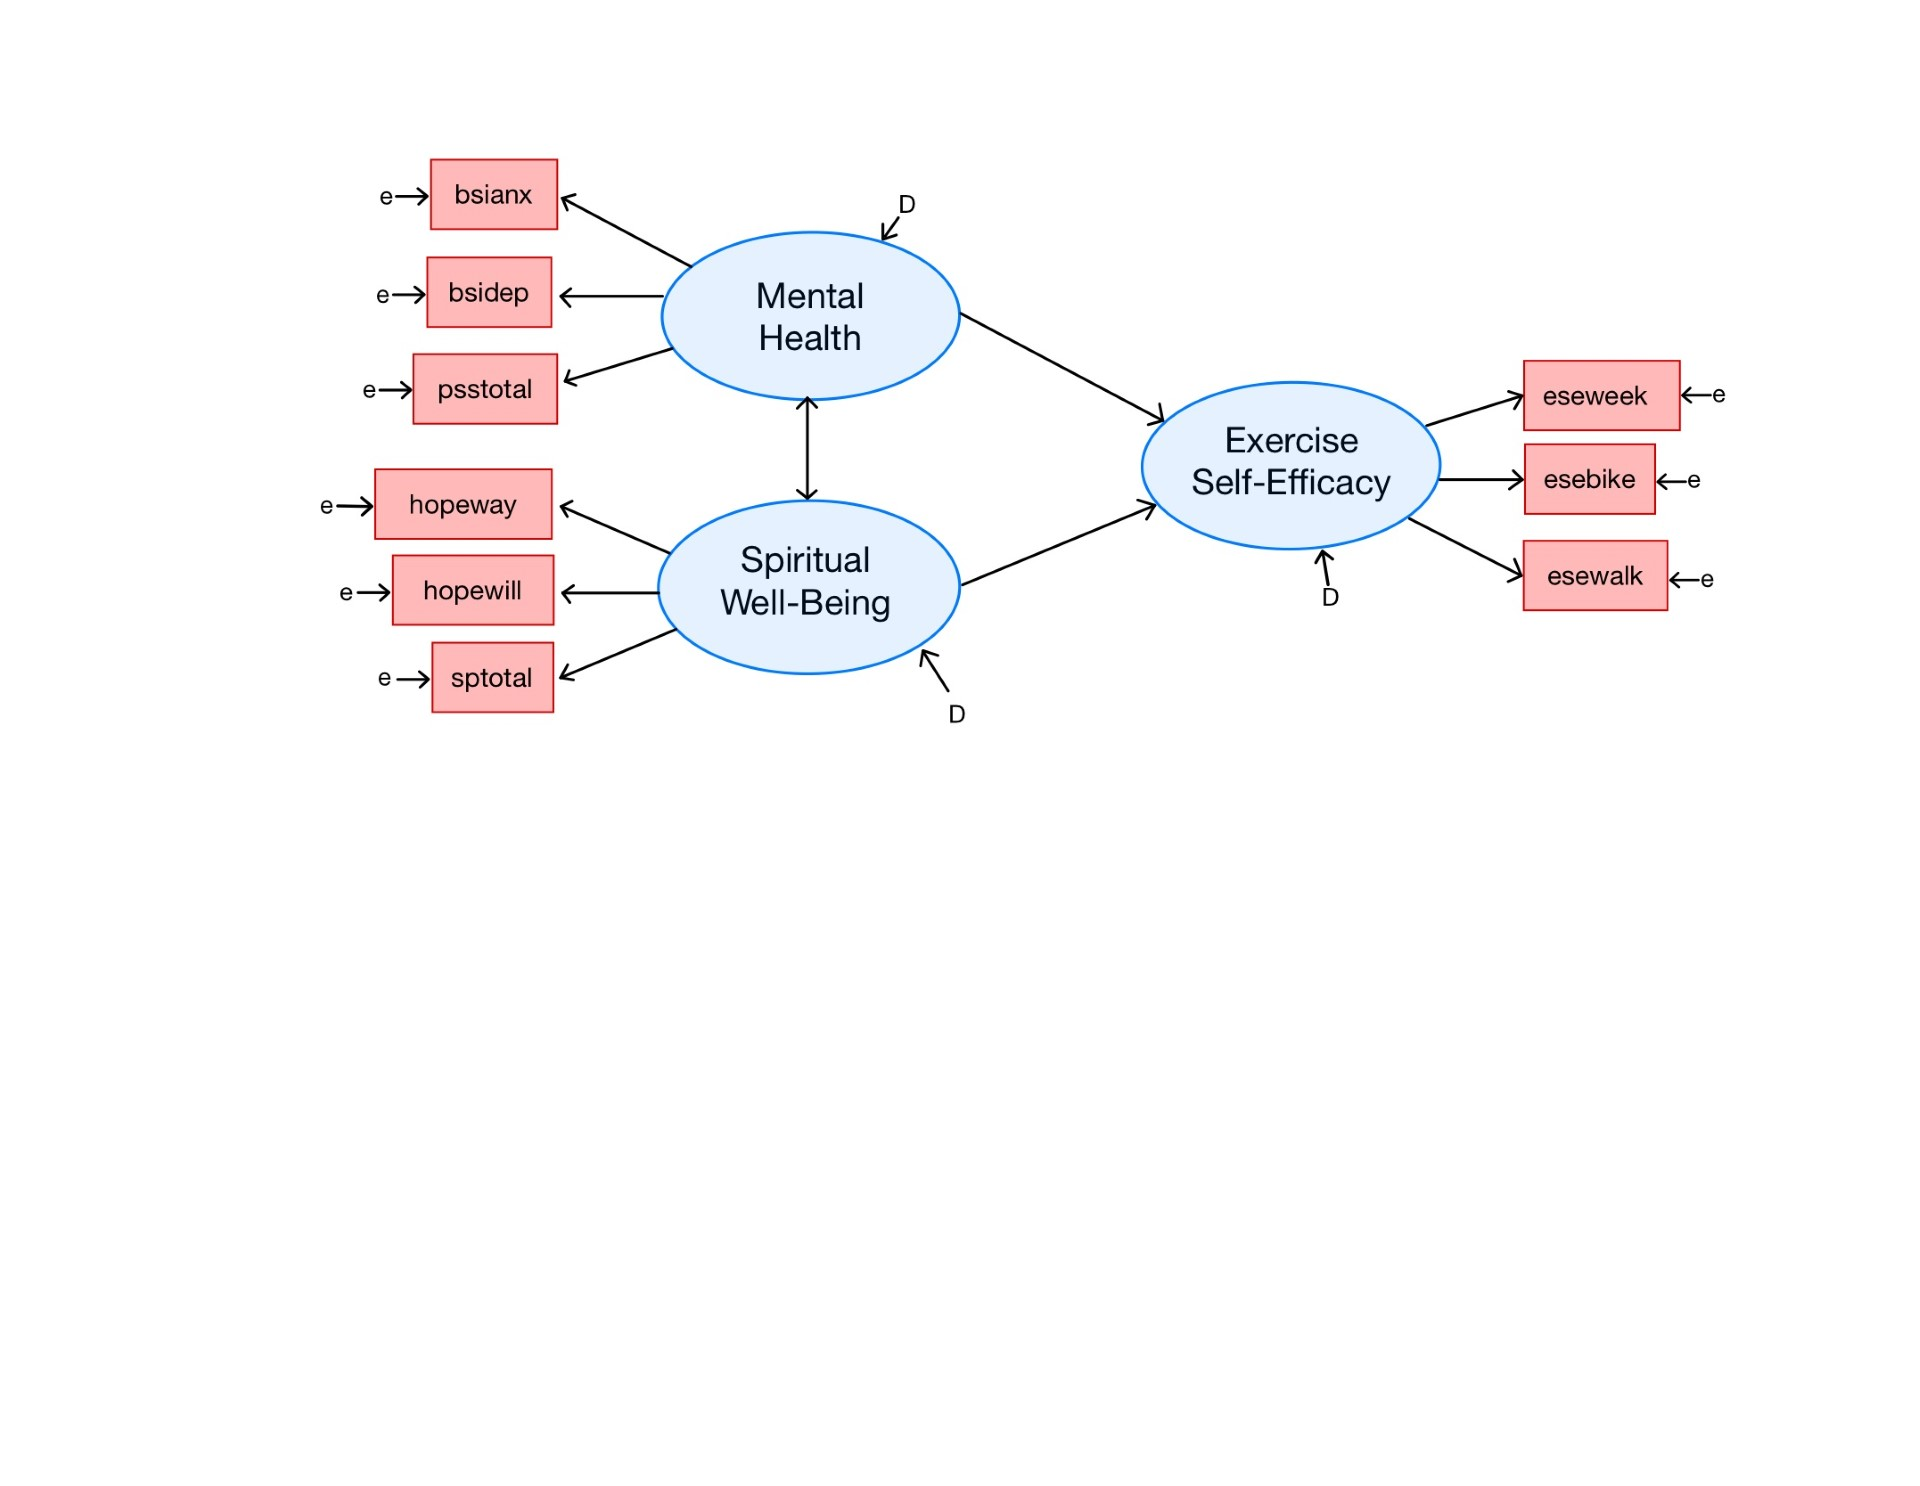 e
bsianx
D
e
bsidep
Mental
Health
e
psstotal
e
hopeway
e
hopewill
e
sptotal
Spiritual
Well-Being
D
Exercise
Self-Efficacy
D
eseweek
e
esebike
e
esewalk
e